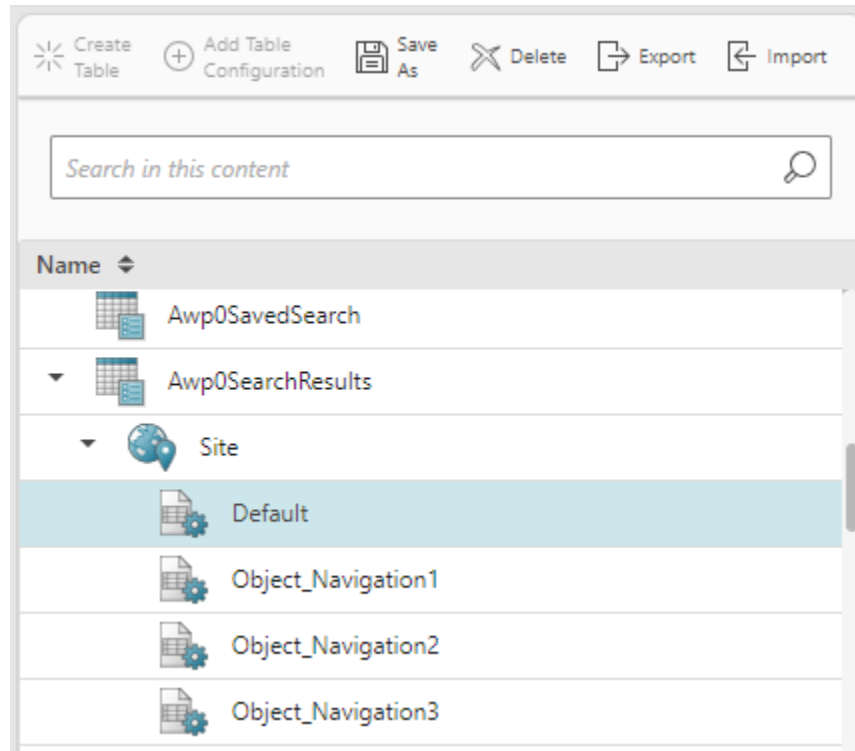 Create Table
Add Table Configuration
Save As
Delete
Export
Import
Search in this content
Name
Awp0SavedSearch
Awp0SearchResults
Site
Default
Object_Navigation1
Object_Navigation2
Object_Navigation3